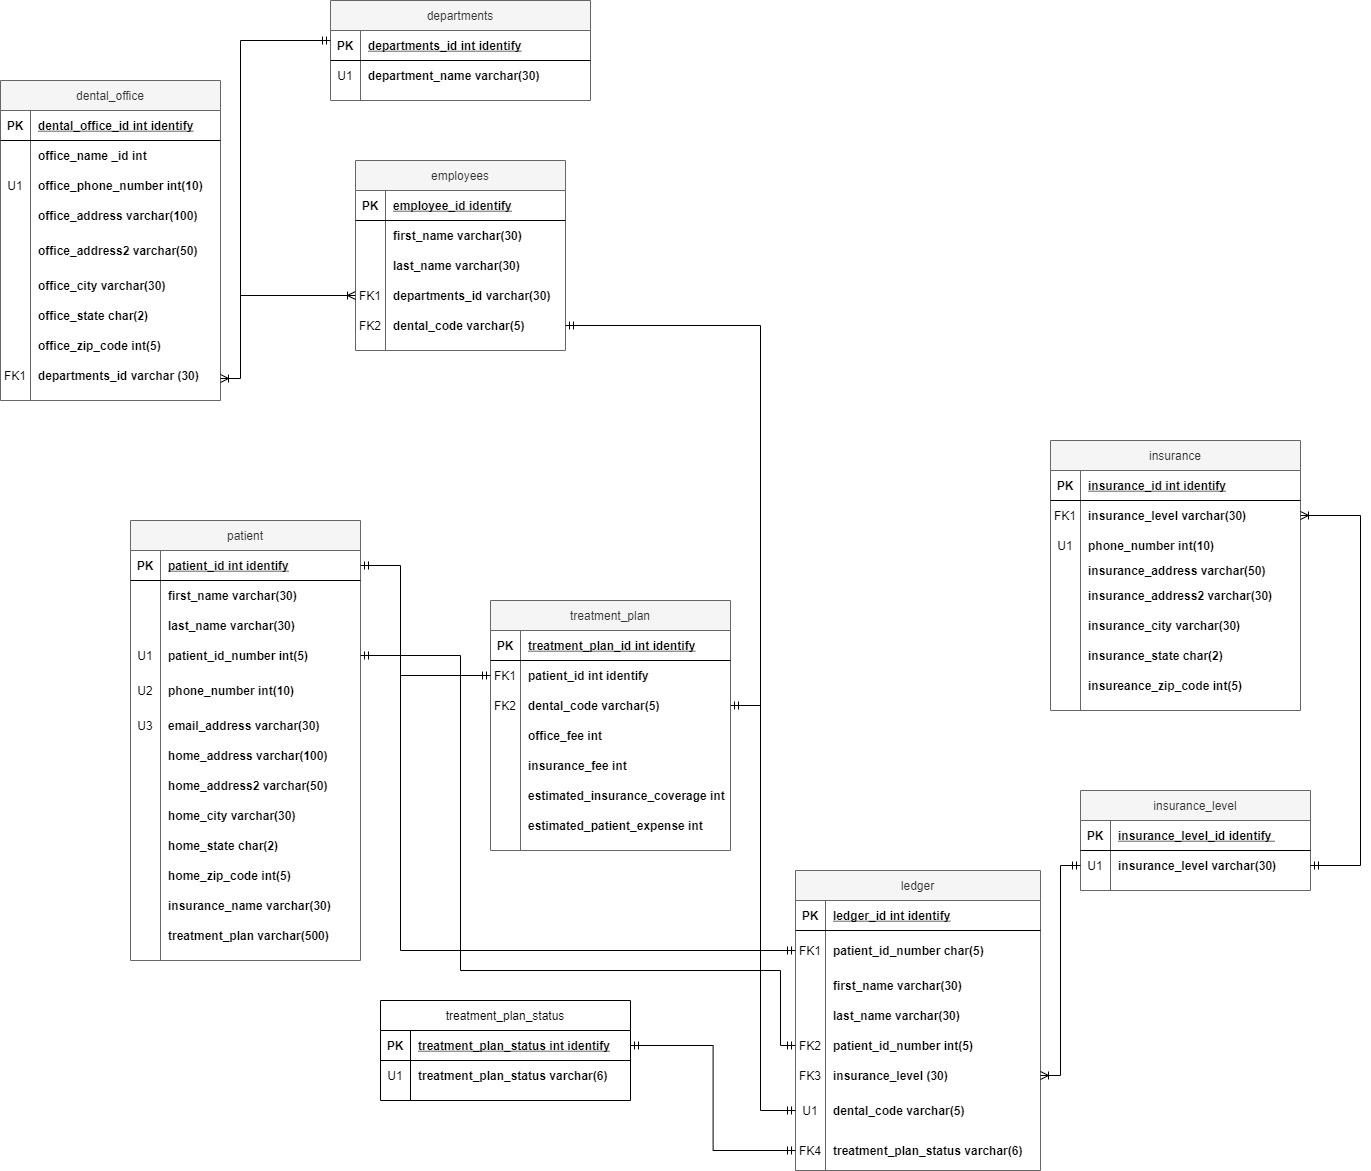 departments
PK departments_id int identify
U1 department_name varchar(30)
dental_office
PK dental_office_id int identify
office_name _id int
U1 office_phone_number int(10)
office_address varchar(100)
office_address2 varchar(50)
office_city varchar(30)
office_state char(2)
office_zip_code int(5)
FK1 departments_id varchar (30)
employees
PK employee_id identify
first_name varchar(30)
last_name varchar(30)
FK1 departments_id varchar(30)
FK2 dental_code varchar(5)
insurance
PK insurance_id int identify
FK1 insurance_level varchar(30)
U1 phone_number int(10)
insurance_address varchar(50)
insurance_address2 varchar(30)
insurance_city varchar(30)
insurance_state char(2)
insureance_zip_code int(5)
patient
PK patient_id int identify
first_name varchar(30)
last_name varchar(30)
U1 patient_id_number int(5)
U2 phone_number int(10)
U3 email_address varchar(30)
home_address varchar(100)
home_address2 varchar(50)
home_city varchar(30)
home_state char(2)
home_zip_code int(5)
insurance_name varchar(30)
treatment_plan varchar(500)
treatment_plan
PK treatment_plan_id int identify
FK1 patient_id int identify
FK2 dental_code varchar(5)
office_fee int
insurance_fee int
estimated_insurance_coverage int
estimated_patient_expense int
insurance_level
PK insurance_level_id identify
U1 insurance_level varchar(30)
ledger
PK ledger_id int identify
FK1 patient_id_number char(5)
first_name varchar(30)
last_name varchar(30)
FK2 patient_id_number int(5)
FK3 insurance_level (30)
U1 dental_code varchar(5)
FK4 treatment_plan_status varchar(6)
treatment_plan_status
PK treatment_plan_status int identify
U1 treatment_plan_status varchar(6)